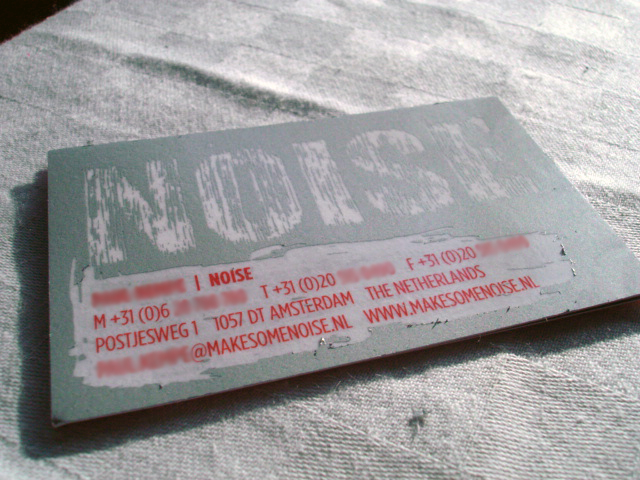 NOISE
| NOISE
M +31 (0)6 T +31 (0)20 F +31 (0)20
POSTJESWEG 1 1057 DT AMSTERDAM THE NETHERLANDS
@MAKESOMENOISE.NL WWW.MAKESOMENOISE.NL